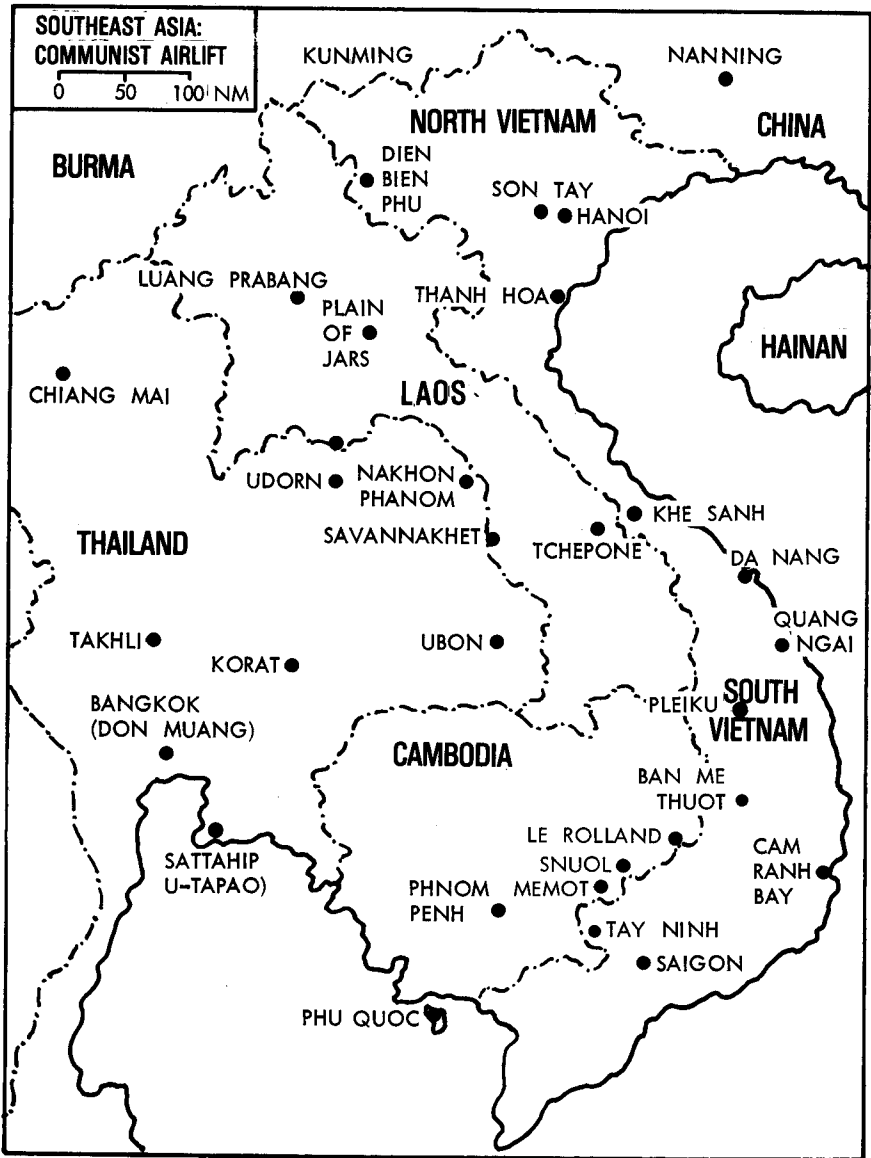 SOUTHEAST ASIA:
COMMUNIST AIRLIFT
0 50 100 NM
KUNMING
NANNING
NORTH VIETNAM
CHINA
BURMA
DIEN
BIEN
PHU
SON TAY
HANOI
LUANG PRABANG
THANH HOA
PLAIN
OF
JARS
HAINAN
CHIANG MAI
LAOS
UDORN
NAKHON
PHANOM
KHE SANH
THAILAND
SAVANNAKHET
TCHEPONE
DA NANG
QUANG
NGAI
TAKHLI
KORAT
UBON
BANGKOK
(DON MUANG)
PLEIKU
SOUTH
VIETNAM
CAMBODIA
BAN ME
THUOT
LE ROLLAND
CAM
RANH
BAY
SATTAHIP
U-TAPAO)
SNUOL
MEMOT
PHNOM
PENH
TAY NINH
SAIGON
PHU QUOC